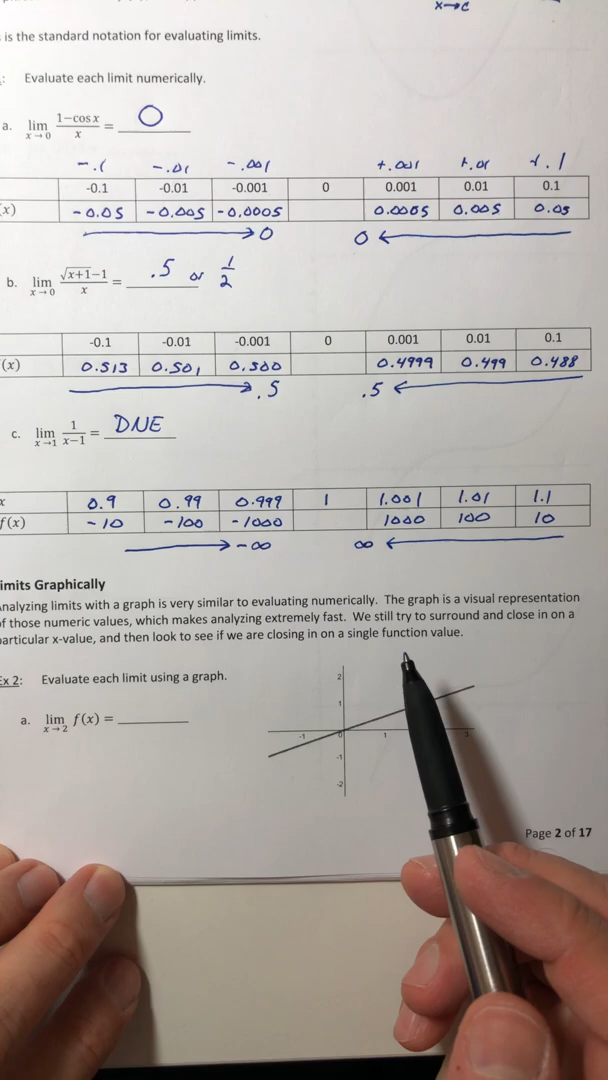 x→c
is the standard notation for evaluating limits.
: Evaluate each limit numerically.
a. lim x→0 1−cos x / x = O
-.1 -.01 -.001 +.001 +.01 +.1
-0.1 -0.01 -0.001 0 0.001 0.01 0.1
x) -0.05 -0.005 -0.0005 0.0005 0.005 0.05
→0 0←
b. lim x→0 √x+1−1 / x = .5 or 1/2
-0.1 -0.01 -0.001 0 0.001 0.01 0.1
(x) 0.513 0.501 0.500 0.4999 0.499 0.488
→.5 .5←
c. lim x→1 1 / x−1 = DNE
x 0.9 0.99 0.999 1 1.001 1.01 1.1
f(x) -10 -100 -1000 1000 100 10
→-∞ ∞←
imits Graphically
nalyzing limits with a graph is very similar to evaluating numerically. The graph is a visual representation
f those numeric values, which makes analyzing extremely fast. We still try to surround and close in on a
articular x-value, and then look to see if we are closing in on a single function value.
Ex 2: Evaluate each limit using a graph.
a. lim x→2 f(x) =
2
1
-1 0 1 3
-1
-2
Page 2 of 17